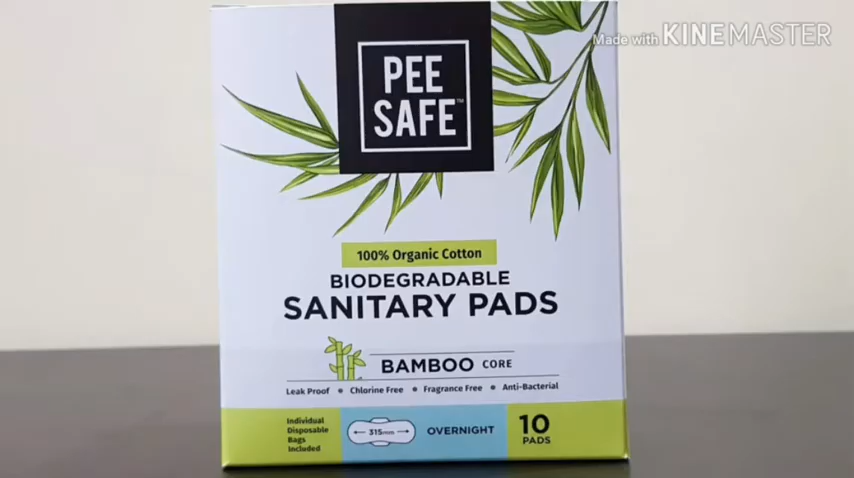 Made with KINEMASTER
PEE
SAFE™
100% Organic Cotton
BIODEGRADABLE
SANITARY PADS
BAMBOO CORE
Leak Proof • Chlorine Free • Fragrance Free • Anti-Bacterial
Individual
Disposable
Bags
Included
315mm
OVERNIGHT
10
PADS